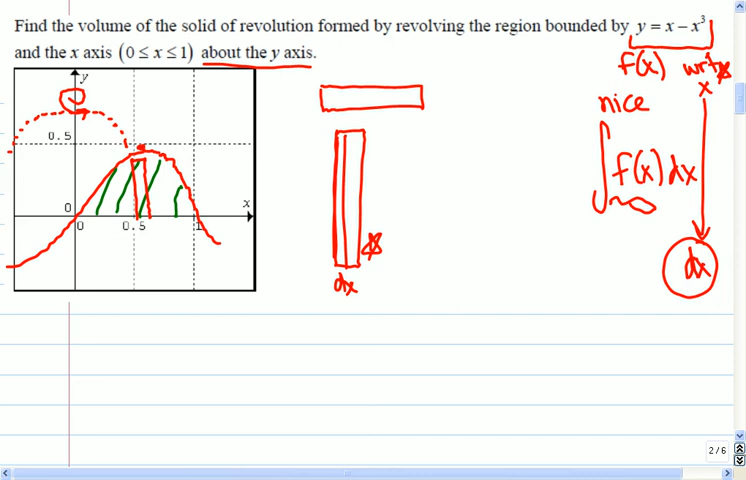 Find the volume of the solid of revolution formed by revolving the region bounded by y = x − x³
and the x axis (0 ≤ x ≤ 1) about the y axis.
f(x) wrt
x
nice
∫ f(x) dx
dx
dx
y
0.5
0
x
0 0.5 1
2/6